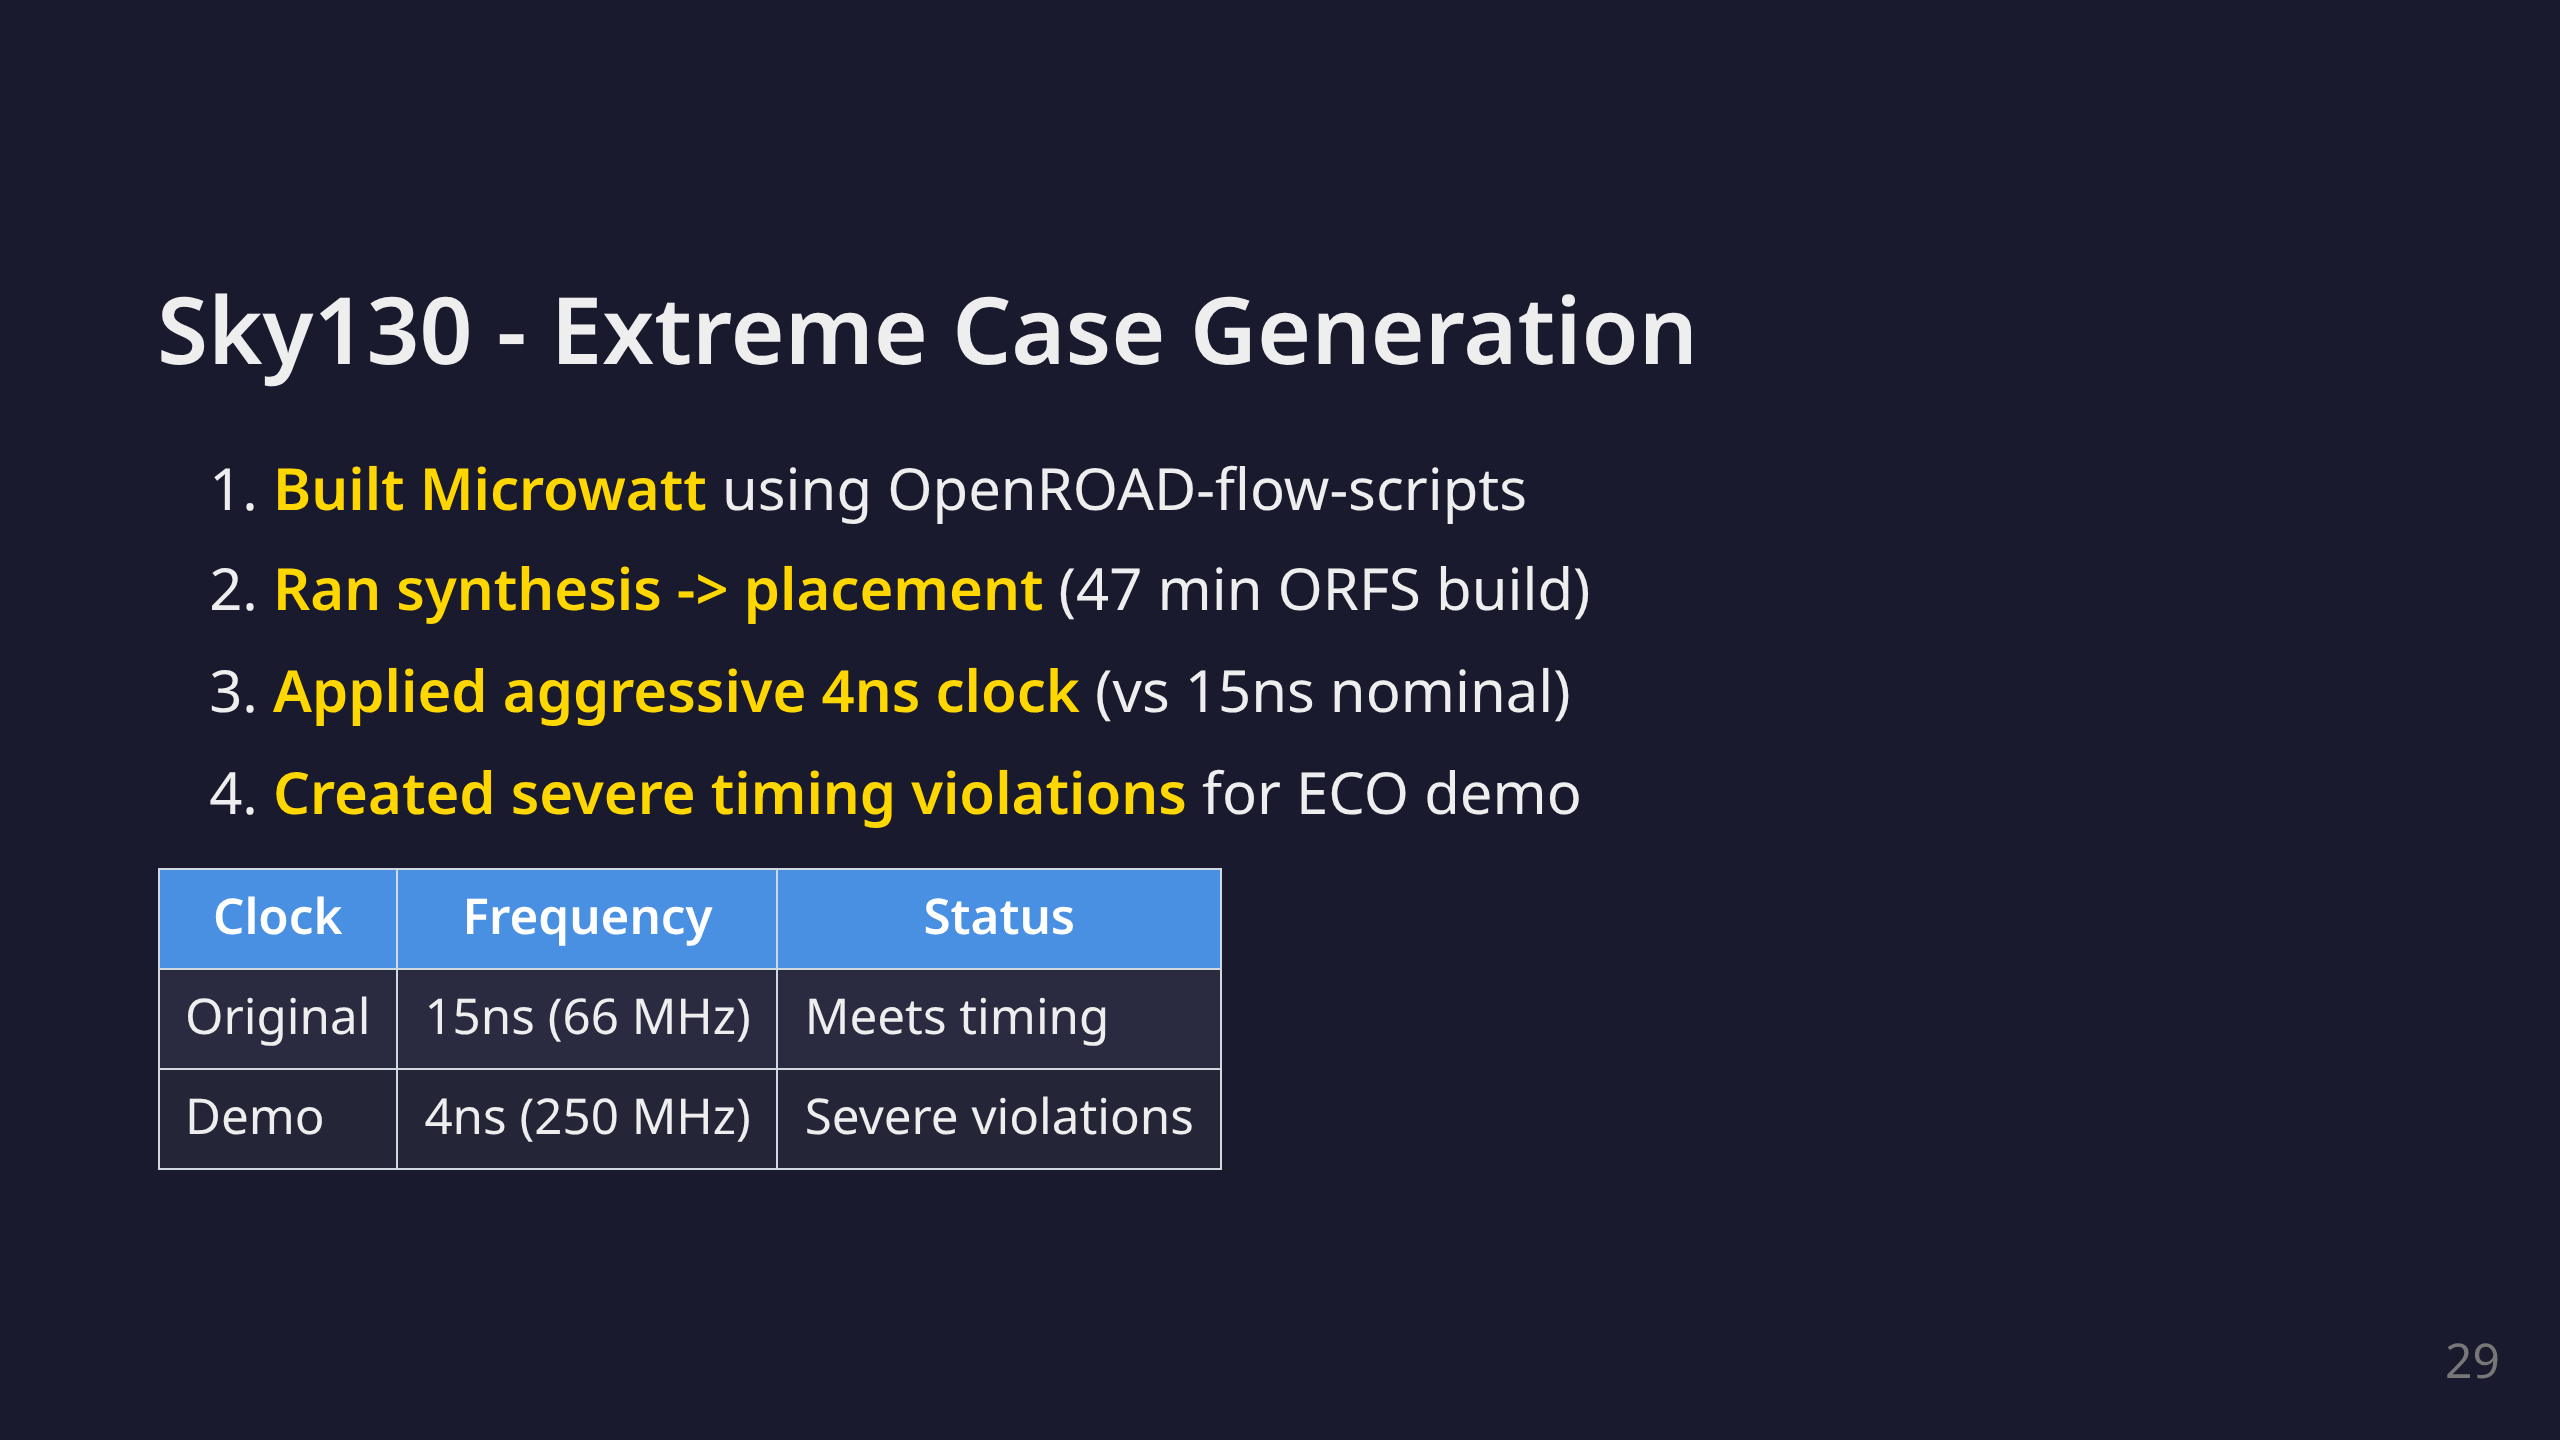 Sky130 - Extreme Case Generation
1. Built Microwatt using OpenROAD-flow-scripts
2. Ran synthesis -> placement (47 min ORFS build)
3. Applied aggressive 4ns clock (vs 15ns nominal)
4. Created severe timing violations for ECO demo
Clock Frequency Status
Original 15ns (66 MHz) Meets timing
Demo 4ns (250 MHz) Severe violations
29